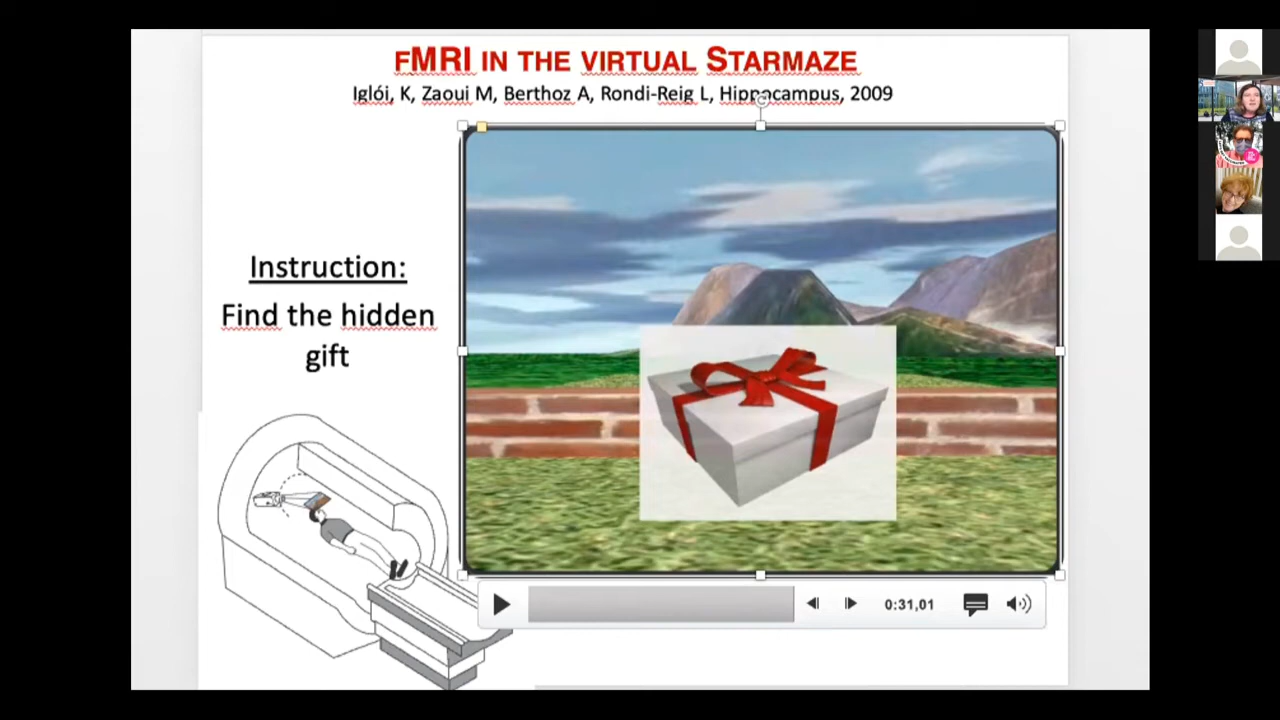 fMRI in the virtual Starmaze
Iglói, K, Zaoui M, Berthoz A, Rondi-Reig L, Hippocampus, 2009
Instruction:
Find the hidden
gift
0:31,01